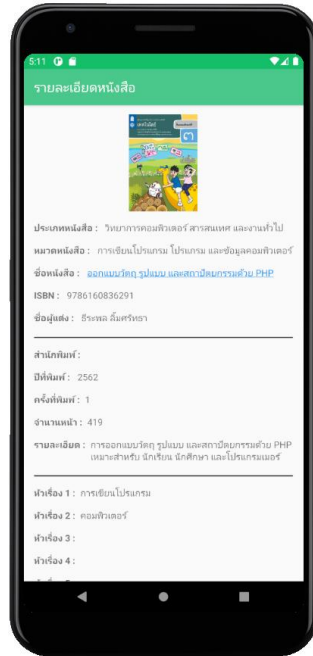 5:11
รายละเอียดหนังสือ
เทคโนโลยี
๓
ประเภทหนังสือ : วิทยาการคอมพิวเตอร์ สารสนเทศ และงานทั่วไป
หมวดหนังสือ : การเขียนโปรแกรม โปรแกรม และข้อมูลคอมพิวเตอร์
ชื่อหนังสือ : ออกแบบวัตถุ รูปแบบ และสถาปัตยกรรมด้วย PHP
ISBN : 9786160836291
ชื่อผู้แต่ง : ธีระพล ลิ้มศรัทธา
สำนักพิมพ์ :
ปีที่พิมพ์ : 2562
ครั้งที่พิมพ์ : 1
จำนวนหน้า : 419
รายละเอียด : การออกแบบวัตถุ รูปแบบ และสถาปัตยกรรมด้วย PHP
เหมาะสำหรับ นักเรียน นักศึกษา และโปรแกรมเมอร์
หัวเรื่อง 1 : การเขียนโปรแกรม
หัวเรื่อง 2 : คอมพิวเตอร์
หัวเรื่อง 3 :
หัวเรื่อง 4 :